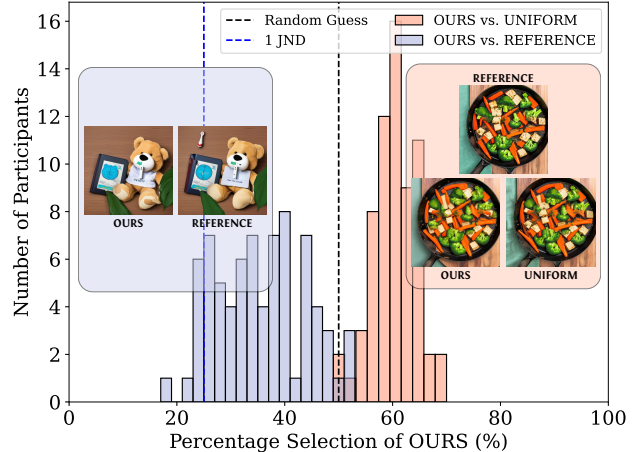 Random Guess
1 JND
OURS vs. UNIFORM
OURS vs. REFERENCE
Number of Participants
16
14
12
10
8
6
4
2
0
OURS
REFERENCE
REFERENCE
OURS
UNIFORM
0
20
40
60
80
100
Percentage Selection of OURS (%)